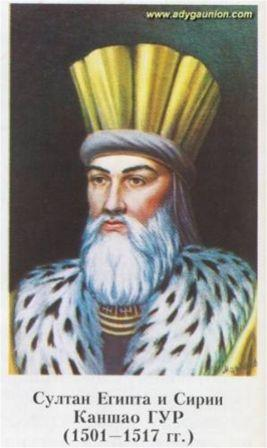 www.adygaunion.com
Султан Египта и Сирии
Каншао ГУР
(1501—1517 гг.)